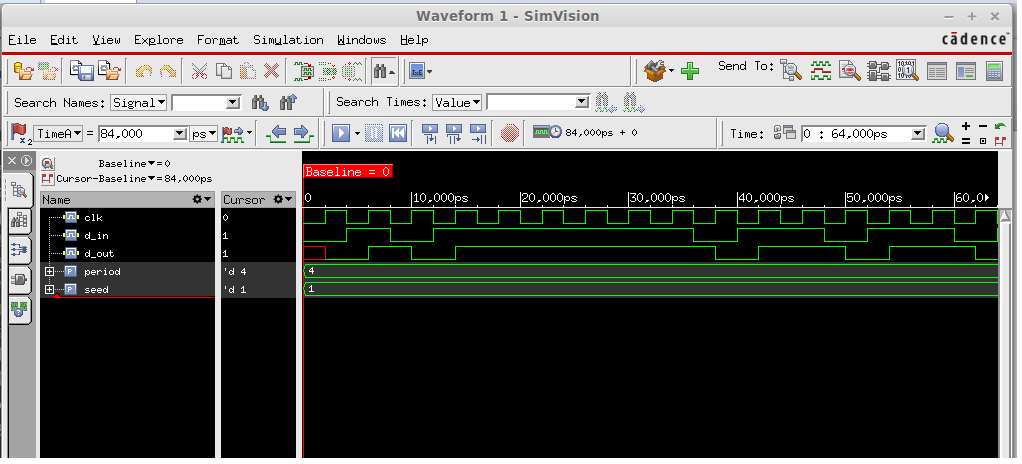 Waveform 1 - SimVision
File Edit View Explore Format Simulation Windows Help cādence™
Send To:
Search Names: Signal Search Times: Value
TimeA = 84,000 ps 84,000ps + 0 Time: 0 : 64,000ps
Baseline = 0
Cursor-Baseline = 84,000ps
Baseline = 0
Name Cursor 0 10,000ps 20,000ps 30,000ps 40,000ps 50,000ps 60,0
clk 0
d_in 1
d_out 1
period 'd 4 4
seed 'd 1 1